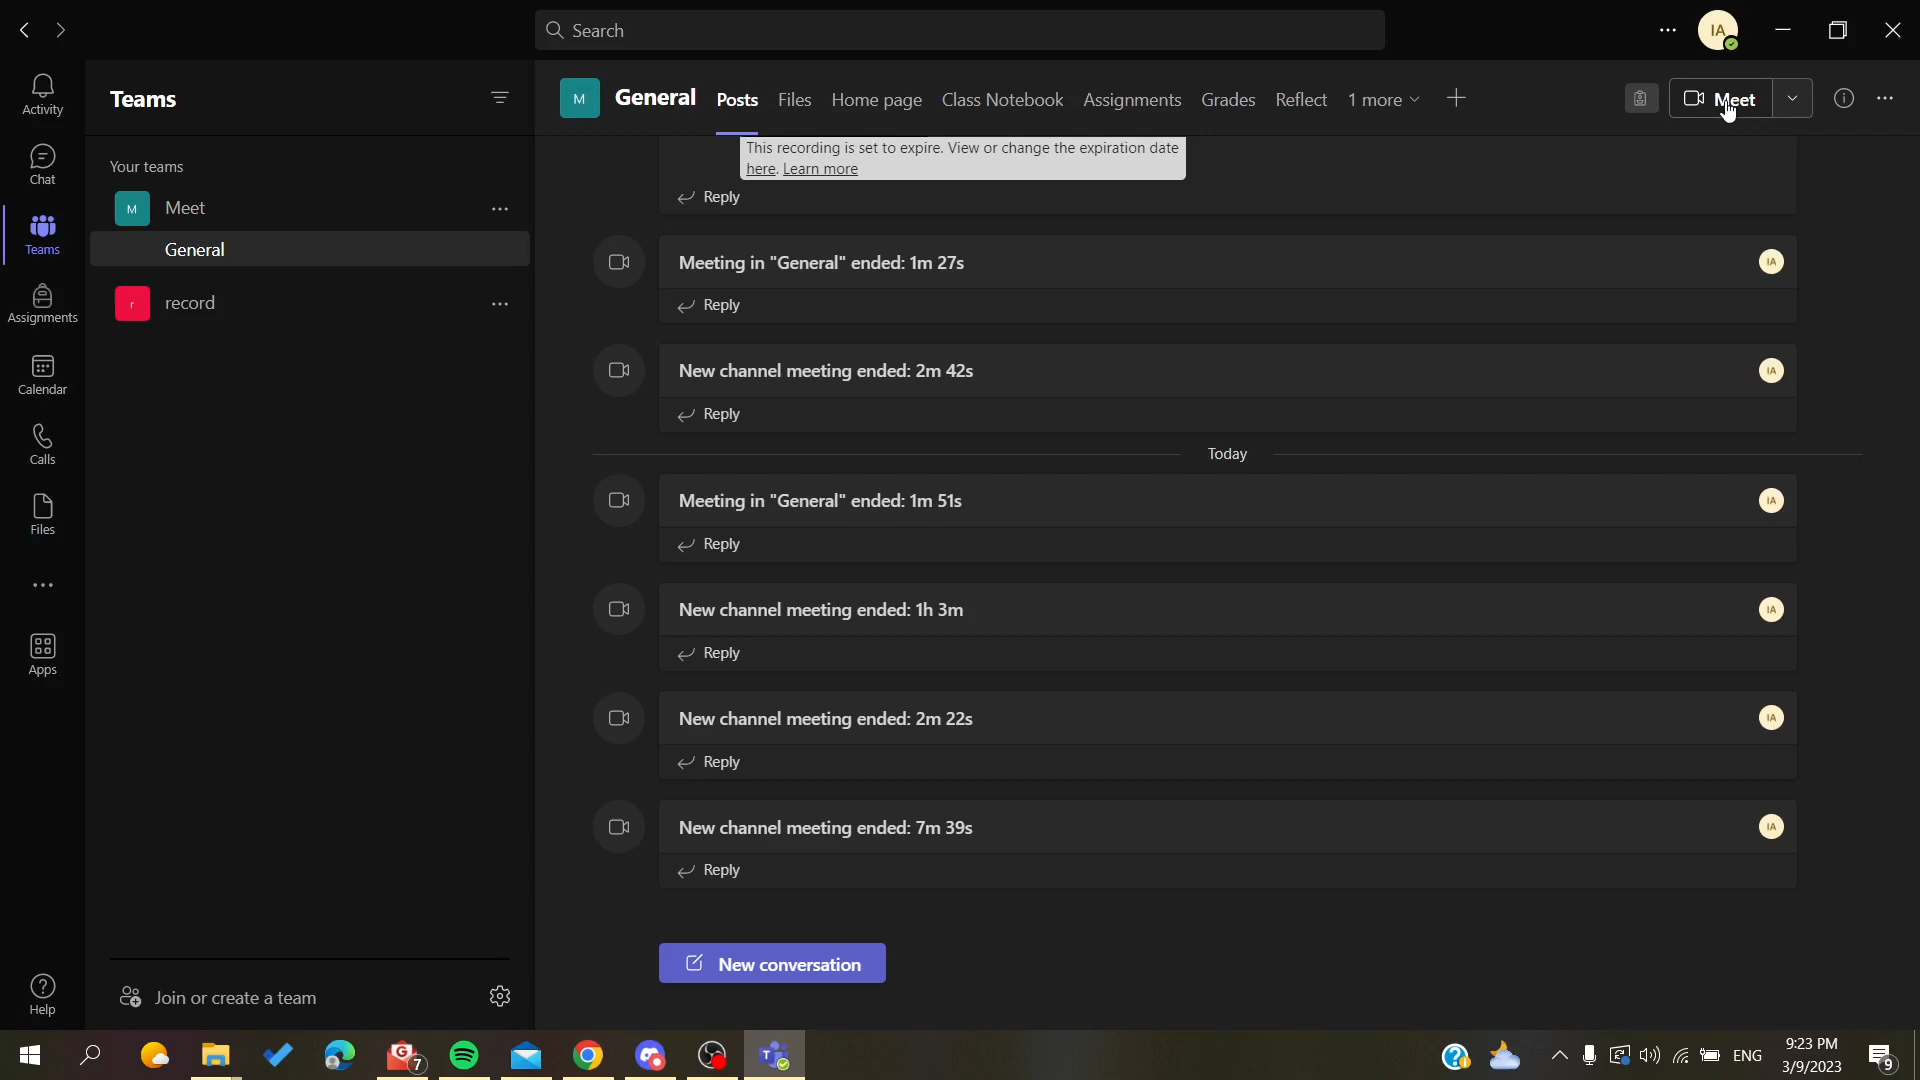 Search
IA
Activity
Chat
Teams
Assignments
Calendar
Calls
Files
Apps
Help
Teams
Your teams
M Meet
General
r record
Join or create a team
M General Posts Files Home page Class Notebook Assignments Grades Reflect 1 more
Meet
This recording is set to expire. View or change the expiration date
here. Learn more
Reply
Meeting in "General" ended: 1m 27s IA
Reply
New channel meeting ended: 2m 42s IA
Reply
Today
Meeting in "General" ended: 1m 51s IA
Reply
New channel meeting ended: 1h 3m IA
Reply
New channel meeting ended: 2m 22s IA
Reply
New channel meeting ended: 7m 39s IA
Reply
New conversation
G 7 T ENG
9:23 PM
3/9/2023
9